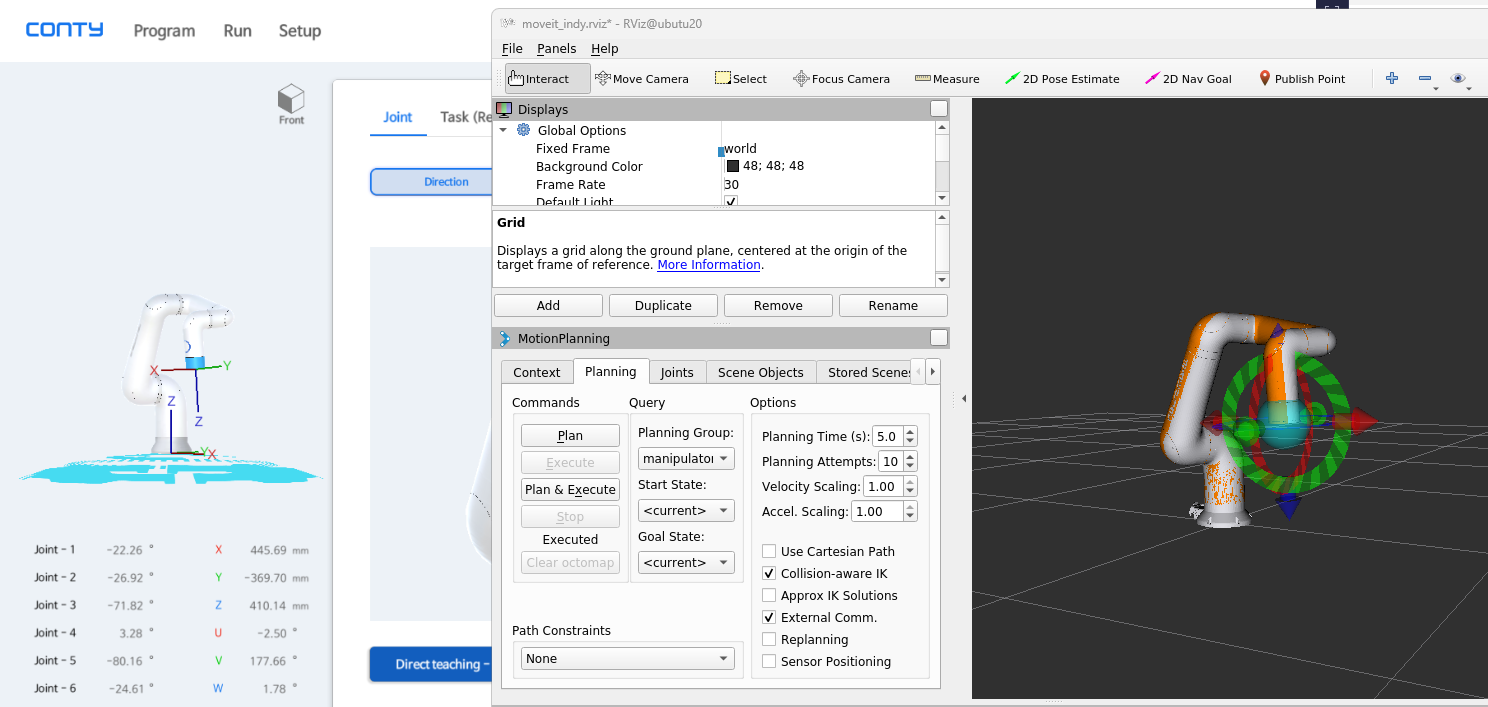 CONTY
Program
Run
Setup
Front
Joint
Task (Re
Direction
X
Y
Z
Z
Y
X
Joint - 1 -22.26 ° X 445.69 mm
Joint - 2 -26.92 ° Y -369.70 mm
Joint - 3 -71.82 ° Z 410.14 mm
Joint - 4 3.28 ° U -2.50 °
Joint - 5 -80.16 ° V 177.66 °
Joint - 6 -24.61 ° W 1.78 °
Direct teaching -
moveit_indy.rviz* - RViz@ubutu20
File Panels Help
Interact Move Camera Select Focus Camera Measure 2D Pose Estimate 2D Nav Goal Publish Point
Displays
Global Options
Fixed Frame world
Background Color 48; 48; 48
Frame Rate 30
Default Light
Grid
Displays a grid along the ground plane, centered at the origin of the
target frame of reference. More Information.
Add Duplicate Remove Rename
MotionPlanning
Context Planning Joints Scene Objects Stored Scenes
Commands
Plan
Execute
Plan & Execute
Stop
Executed
Clear octomap
Query
Planning Group:
manipulator
Start State:
<current>
Goal State:
<current>
Path Constraints
None
Options
Planning Time (s): 5.0
Planning Attempts: 10
Velocity Scaling: 1.00
Accel. Scaling: 1.00
Use Cartesian Path
Collision-aware IK
Approx IK Solutions
External Comm.
Replanning
Sensor Positioning